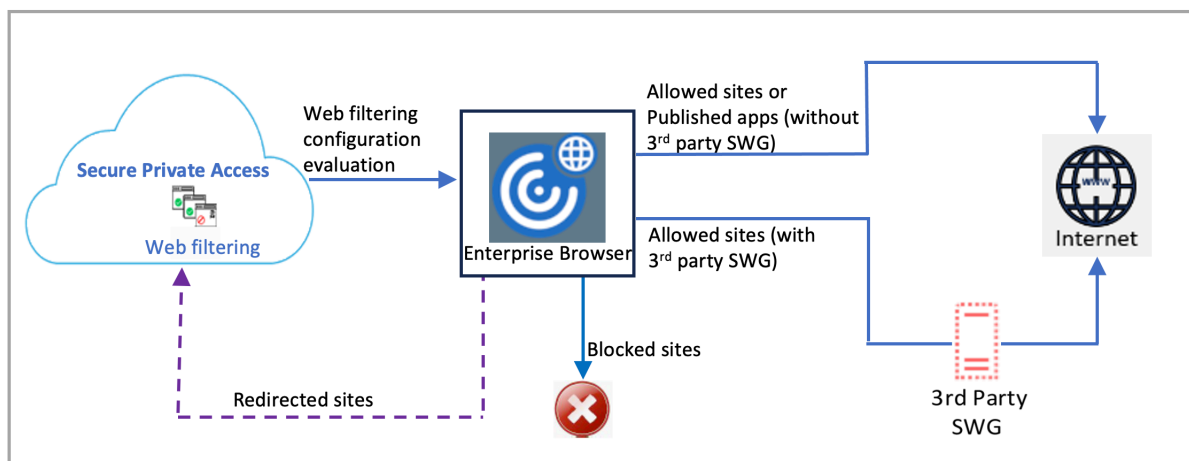 Secure Private Access
Web filtering
Web filtering
configuration
evaluation
Enterprise Browser
Allowed sites or
Published apps (without
3rd party SWG)
Allowed sites (with
3rd party SWG)
www
Internet
Blocked sites
Redirected sites
3rd Party
SWG